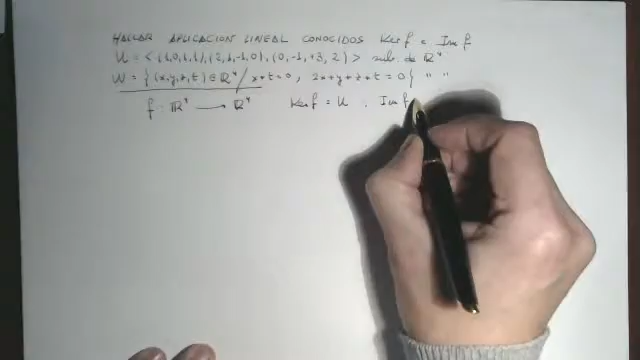 HALLAR APLICACION LINEAL CONOCIDOS Ker f e Im f
U = < (1,0,1,1), (2,1,-1,0), (0,-1,+3,2) > sub. de ℝ⁴
W = { (x,y,z,t) ∈ ℝ⁴ / x+t=0, 2x+y+z+t=0 } " "
f: ℝ⁴ → ℝ⁴ Ker f = U, Im f